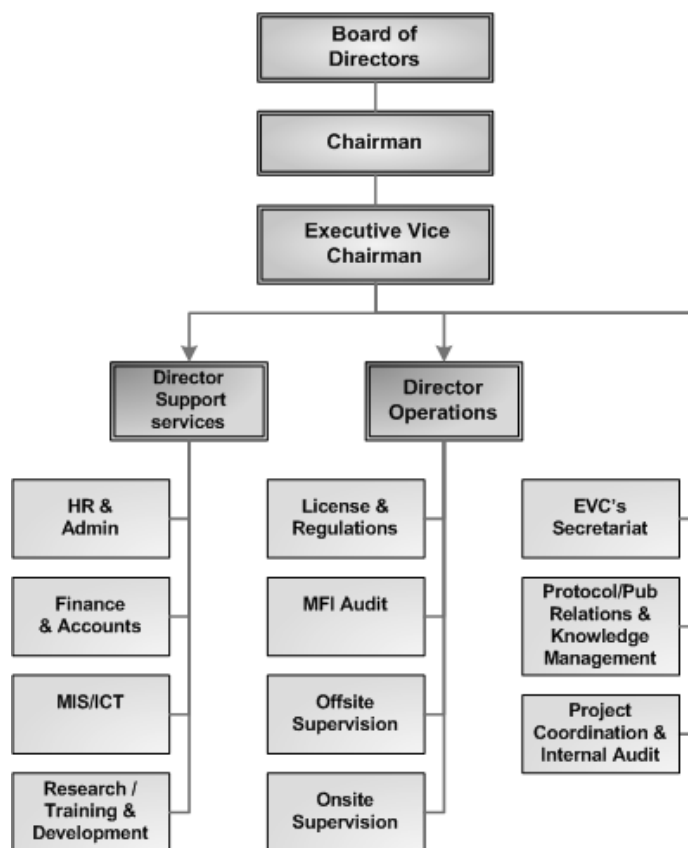 Board of
Directors
Chairman
Executive Vice
Chairman
Director
Support
services
Director
Operations
HR &
Admin
Finance
& Accounts
MIS/ICT
Research /
Training &
Development
License &
Regulations
MFI Audit
Offsite
Supervision
Onsite
Supervision
EVC's
Secretariat
Protocol/Pub
Relations &
Knowledge
Management
Project
Coordination &
Internal Audit